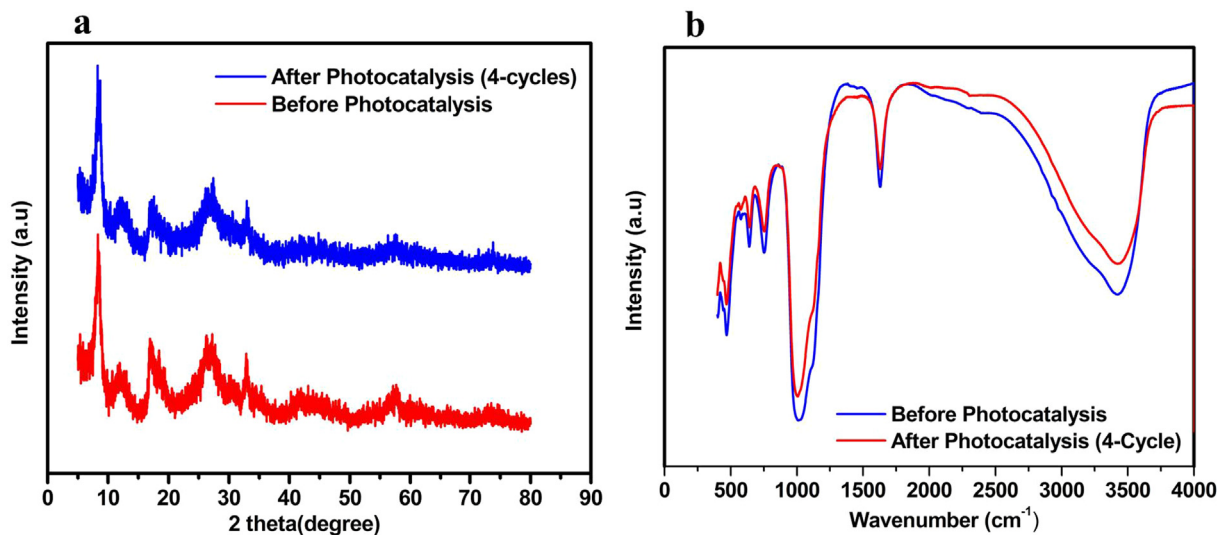 a
After Photocatalysis (4-cycles)
Before Photocatalysis
Intensity (a.u)
0 10 20 30 40 50 60 70 80 90
2 theta(degree)
b
Before Photocatalysis
After Photocatalysis (4-Cycle)
Intensity (a.u)
0 500 1000 1500 2000 2500 3000 3500 4000
Wavenumber (cm⁻¹)